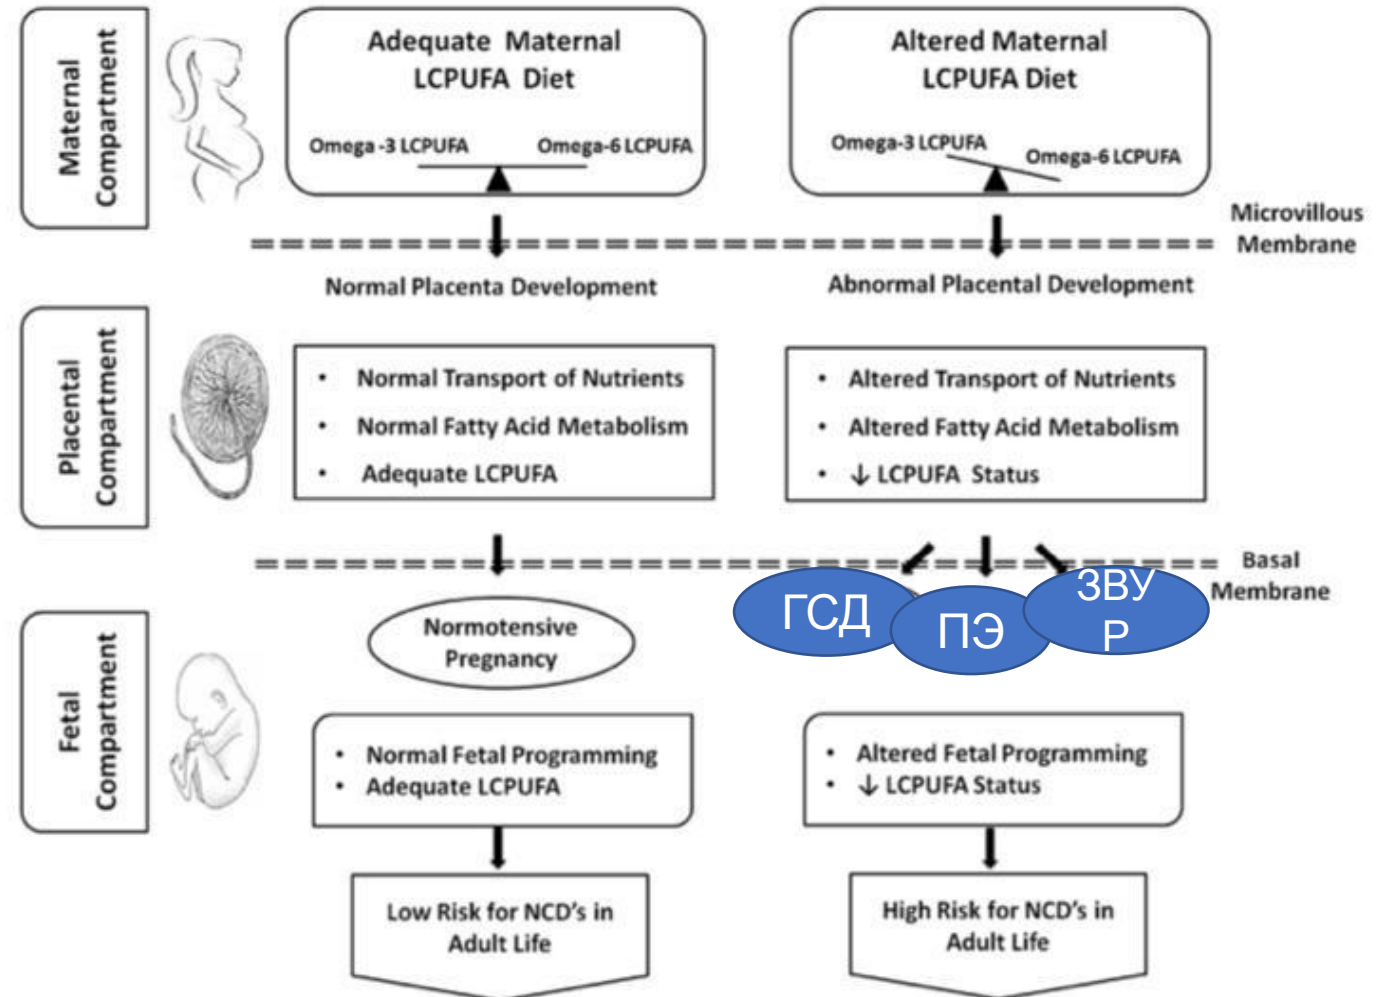 Maternal
Compartment
Adequate Maternal
LCPUFA Diet
Omega -3 LCPUFA
Omega-6 LCPUFA
Altered Maternal
LCPUFA Diet
Omega-3 LCPUFA
Omega-6 LCPUFA
Microvillous
Membrane
Normal Placenta Development
Abnormal Placental Development
Placental
Compartment
• Normal Transport of Nutrients
• Normal Fatty Acid Metabolism
• Adequate LCPUFA
• Altered Transport of Nutrients
• Altered Fatty Acid Metabolism
• ↓ LCPUFA Status
Basal
Membrane
Normotensive
Pregnancy
ГСД
ПЭ
ЗВУ
Р
Fetal
Compartment
• Normal Fetal Programming
• Adequate LCPUFA
• Altered Fetal Programming
• ↓ LCPUFA Status
Low Risk for NCD's in
Adult Life
High Risk for NCD's in
Adult Life